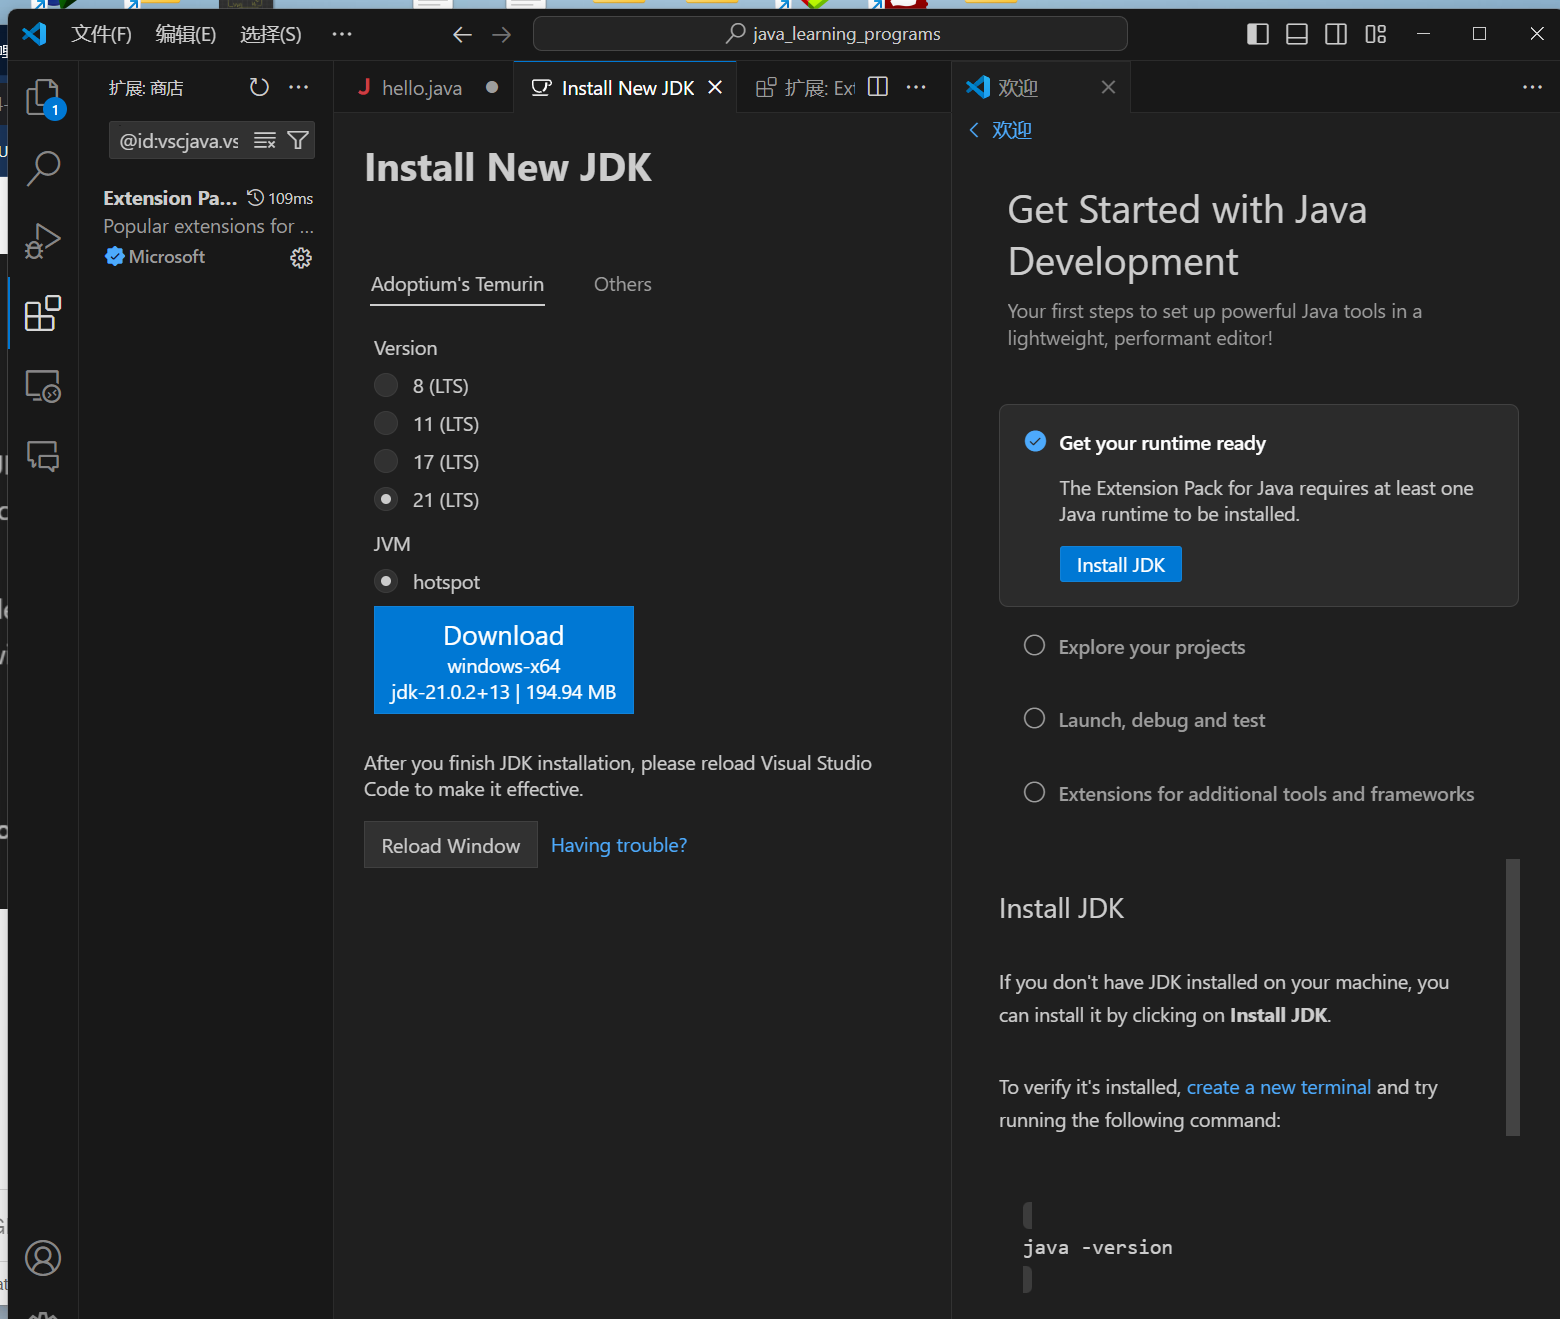 文件(F) 编辑(E) 选择(S) ··· java_learning_programs
扩展: 商店
1
@id:vscjava.vs
Extension Pa... 109ms
Popular extensions for ...
Microsoft
hello.java
Install New JDK
扩展: Ext
Install New JDK
Adoptium's Temurin Others
Version
8 (LTS)
11 (LTS)
17 (LTS)
21 (LTS)
JVM
hotspot
Download
windows-x64
jdk-21.0.2+13 | 194.94 MB
After you finish JDK installation, please reload Visual Studio
Code to make it effective.
Reload Window Having trouble?
欢迎
欢迎
Get Started with Java
Development
Your first steps to set up powerful Java tools in a
lightweight, performant editor!
Get your runtime ready
The Extension Pack for Java requires at least one
Java runtime to be installed.
Install JDK
Explore your projects
Launch, debug and test
Extensions for additional tools and frameworks
Install JDK
If you don't have JDK installed on your machine, you
can install it by clicking on Install JDK.
To verify it's installed, create a new terminal and try
running the following command:
java -version